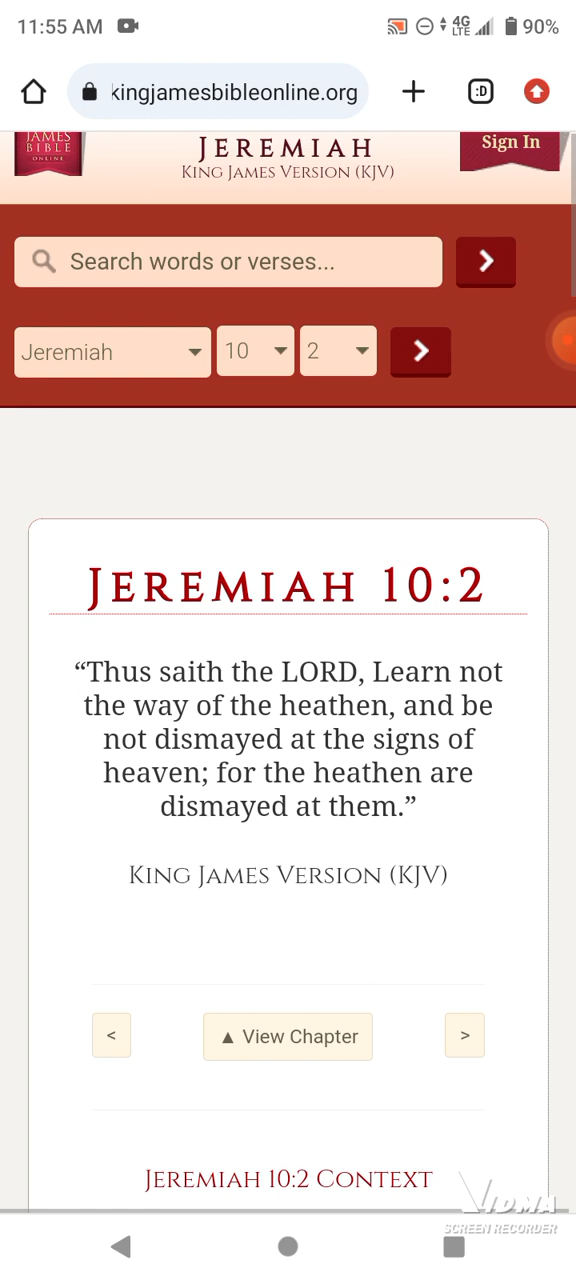 11:55 AM
4G
LTE
90%
kingjamesbibleonline.org
:D
JAMES
BIBLE
ONLINE
JEREMIAH
KING JAMES VERSION (KJV)
Sign In
Search words or verses...
Jeremiah
10
2
JEREMIAH 10:2
“Thus saith the LORD, Learn not
the way of the heathen, and be
not dismayed at the signs of
heaven; for the heathen are
dismayed at them.”
KING JAMES VERSION (KJV)
<
▲ View Chapter
>
JEREMIAH 10:2 CONTEXT
VIDMA
SCREEN RECORDER